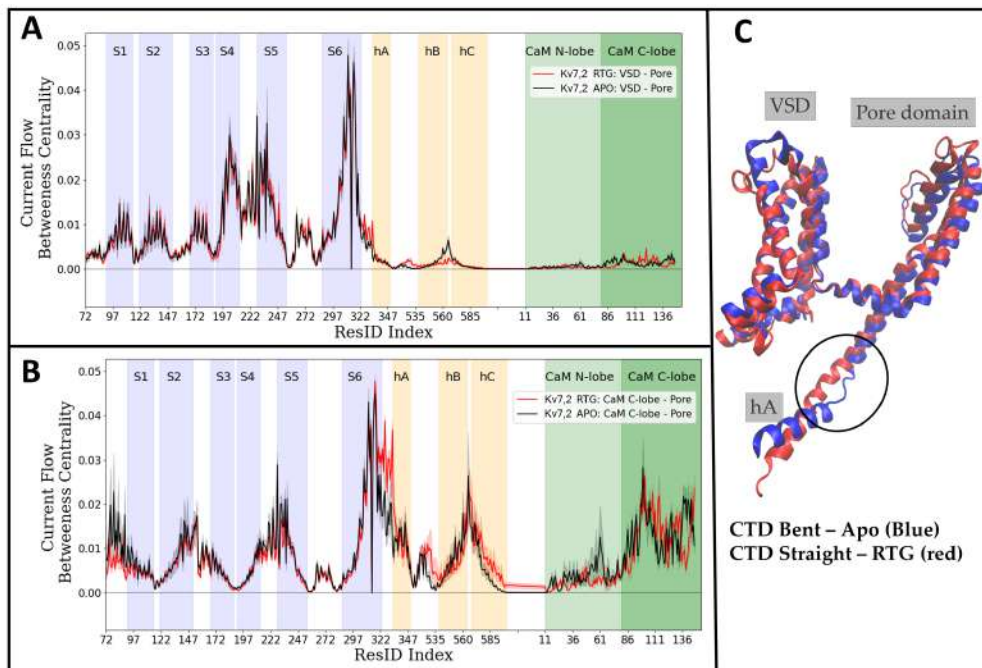 A
S1 S2 S3 S4 S5 S6 hA hB hC CaM N-lobe CaM C-lobe
Kv7,2 RTG: VSD - Pore
Kv7,2 APO: VSD - Pore
Current Flow
Betweeness Centrality
0.05
0.04
0.03
0.02
0.01
0.00
72 97 122 147 172 197 222 247 272 297 322 347 535 560 585 11 36 61 86 111 136
ResID Index
B
S1 S2 S3 S4 S5 S6 hA hB hC CaM N-lobe CaM C-lobe
Kv7,2 RTG: CaM C-lobe - Pore
Kv7,2 APO: CaM C-lobe - Pore
Current Flow
Betweeness Centrality
0.05
0.04
0.03
0.02
0.01
0.00
72 97 122 147 172 197 222 247 272 297 322 347 535 560 585 11 36 61 86 111 136
ResID Index
C
VSD
Pore domain
hA
CTD Bent – Apo (Blue)
CTD Straight – RTG (red)